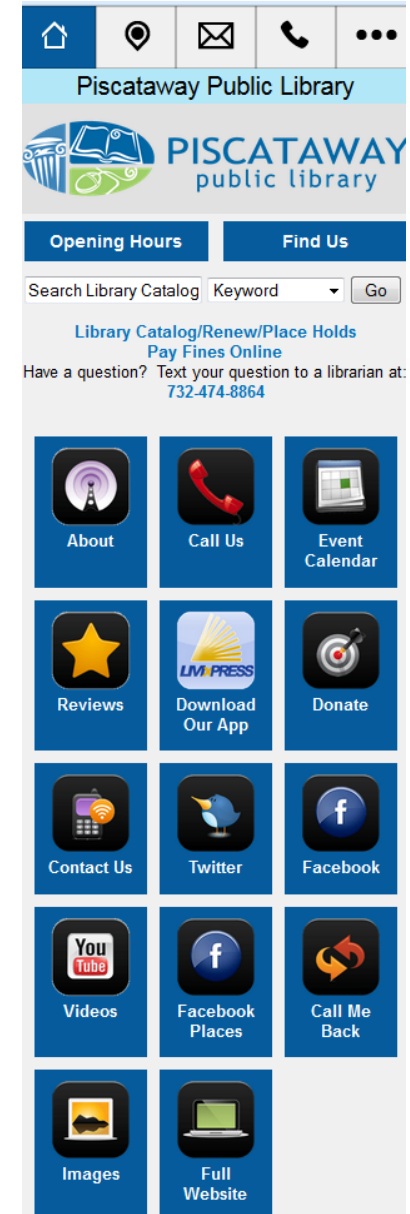 Piscataway Public Library
PISCATAWAY
public library
Opening Hours
Find Us
Search Library Catalog
Keyword
Go
Library Catalog/Renew/Place Holds
Pay Fines Online
Have a question? Text your question to a librarian at:
732-474-8864
About
Call Us
Event
Calendar
Reviews
LMXPRESS
Download
Our App
Donate
Contact Us
Twitter
f
Facebook
You
Tube
Videos
f
Facebook
Places
Call Me
Back
Images
Full
Website